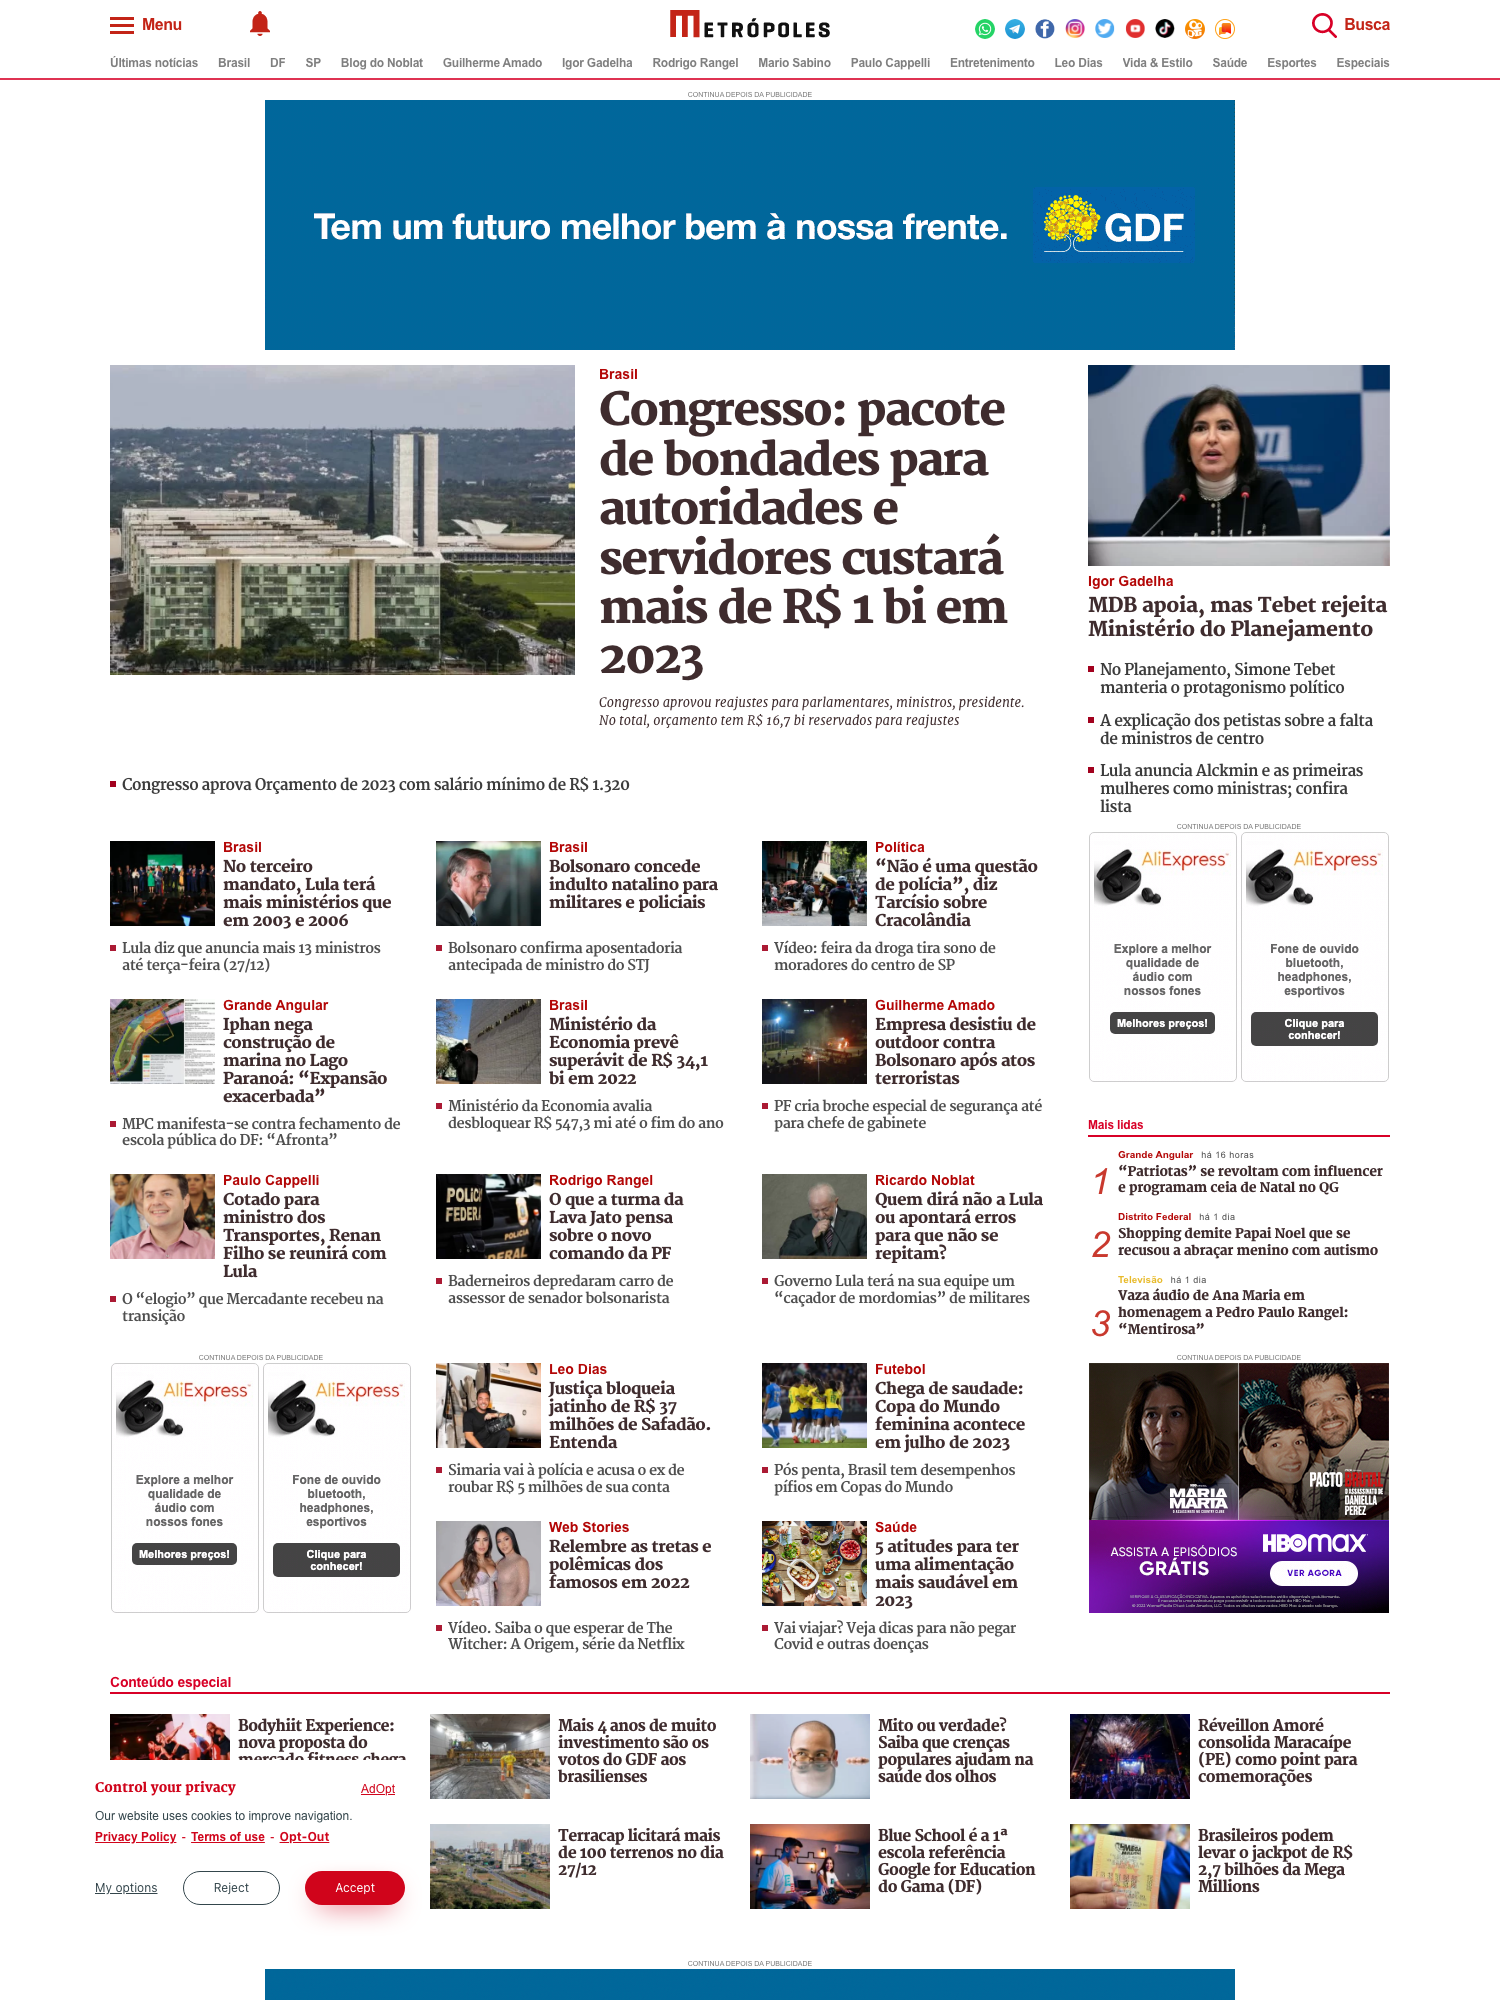 Menu
METRÓPOLES
Busca
Últimas notícias Brasil DF SP Blog do Noblat Guilherme Amado Igor Gadelha Rodrigo Rangel Mario Sabino Paulo Cappelli Entretenimento Leo Dias Vida & Estilo Saúde Esportes Especiais
CONTINUA DEPOIS DA PUBLICIDADE
Tem um futuro melhor bem à nossa frente. GDF
Brasil
Congresso: pacote
de bondades para
autoridades e
servidores custará
mais de R$ 1 bi em
2023
Congresso aprovou reajustes para parlamentares, ministros, presidente.
No total, orçamento tem R$ 16,7 bi reservados para reajustes
Congresso aprova Orçamento de 2023 com salário mínimo de R$ 1.320
Igor Gadelha
MDB apoia, mas Tebet rejeita
Ministério do Planejamento
No Planejamento, Simone Tebet
manteria o protagonismo político
A explicação dos petistas sobre a falta
de ministros de centro
Lula anuncia Alckmin e as primeiras
mulheres como ministras; confira
lista
Brasil
No terceiro
mandato, Lula terá
mais ministérios que
em 2003 e 2006
Lula diz que anuncia mais 13 ministros
até terça-feira (27/12)
Brasil
Bolsonaro concede
indulto natalino para
militares e policiais
Bolsonaro confirma aposentadoria
antecipada de ministro do STJ
Política
“Não é uma questão
de polícia”, diz
Tarcísio sobre
Cracolândia
Vídeo: feira da droga tira sono de
moradores do centro de SP
CONTINUA DEPOIS DA PUBLICIDADE
AliExpress
Explore a melhor
qualidade de
áudio com
nossos fones
Melhores preços!
AliExpress
Fone de ouvido
bluetooth,
headphones,
esportivos
Clique para
conhecer!
Grande Angular
Iphan nega
construção de
marina no Lago
Paranoá: “Expansão
exacerbada”
MPC manifesta-se contra fechamento de
escola pública do DF: “Afronta”
Brasil
Ministério da
Economia prevê
superávit de R$ 34,1
bi em 2022
Ministério da Economia avalia
desbloquear R$ 547,3 mi até o fim do ano
Guilherme Amado
Empresa desistiu de
outdoor contra
Bolsonaro após atos
terroristas
PF cria broche especial de segurança até
para chefe de gabinete
Mais lidas
1
Grande Angular há 16 horas
“Patriotas” se revoltam com influencer
e programam ceia de Natal no QG
2
Distrito Federal há 1 dia
Shopping demite Papai Noel que se
recusou a abraçar menino com autismo
3
Televisão há 1 dia
Vaza áudio de Ana Maria em
homenagem a Pedro Paulo Rangel:
“Mentirosa”
Paulo Cappelli
Cotado para
ministro dos
Transportes, Renan
Filho se reunirá com
Lula
O “elogio” que Mercadante recebeu na
transição
POLÍCIA
FEDERAL
POLÍCIA
FEDERAL
Rodrigo Rangel
O que a turma da
Lava Jato pensa
sobre o novo
comando da PF
Baderneiros depredaram carro de
assessor de senador bolsonarista
Ricardo Noblat
Quem dirá não a Lula
ou apontará erros
para que não se
repitam?
Governo Lula terá na sua equipe um
“caçador de mordomias” de militares
CONTINUA DEPOIS DA PUBLICIDADE
AliExpress
Explore a melhor
qualidade de
áudio com
nossos fones
Melhores preços!
AliExpress
Fone de ouvido
bluetooth,
headphones,
esportivos
Clique para
conhecer!
Leo Dias
Justiça bloqueia
jatinho de R$ 37
milhões de Safadão.
Entenda
Simaria vai à polícia e acusa o ex de
roubar R$ 5 milhões de sua conta
Futebol
Chega de saudade:
Copa do Mundo
feminina acontece
em julho de 2023
Pós penta, Brasil tem desempenhos
pífios em Copas do Mundo
CONTINUA DEPOIS DA PUBLICIDADE
HAPPY
NEW YEAR
MARIA
MARTA
PACTO
BRUTAL
O ASSASSINATO DE
DANIELLA
PEREZ
ASSISTA A EPISÓDIOS
GRÁTIS
HBOMAX
VER AGORA
Web Stories
Relembre as tretas e
polêmicas dos
famosos em 2022
Vídeo. Saiba o que esperar de The
Witcher: A Origem, série da Netflix
Saúde
5 atitudes para ter
uma alimentação
mais saudável em
2023
Vai viajar? Veja dicas para não pegar
Covid e outras doenças
Conteúdo especial
Bodyhiit Experience:
nova proposta do
mercado fitness chega
Mais 4 anos de muito
investimento são os
votos do GDF aos
brasilienses
Mito ou verdade?
Saiba que crenças
populares ajudam na
saúde dos olhos
Réveillon Amoré
consolida Maracaípe
(PE) como point para
comemorações
Terracap licitará mais
de 100 terrenos no dia
27/12
Blue School é a 1ª
escola referência
Google for Education
do Gama (DF)
Brasileiros podem
levar o jackpot de R$
2,7 bilhões da Mega
Millions
Control your privacy
AdOpt
Our website uses cookies to improve navigation.
Privacy Policy - Terms of use - Opt-Out
My options
Reject
Accept
CONTINUA DEPOIS DA PUBLICIDADE